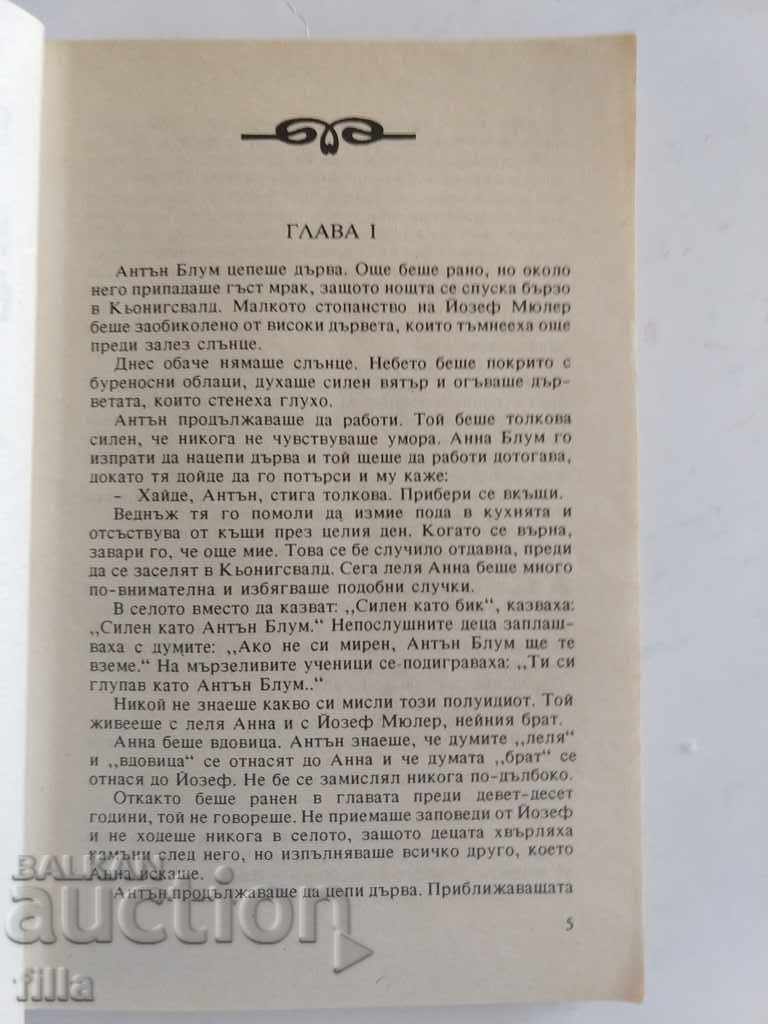 ГЛАВА I
Антън Блум цепеше дърва. Още беше рано, но около
него припадаше гъст мрак, защото нощта се спуска бързо
в Кьонигсвалд. Малкото стопанство на Йозеф Мюлер
беше заобиколено от високи дървета, които тъмнееха още
преди залез слънце.
Днес обаче нямаше слънце. Небето беше покрито с
буреносни облаци, духаше силен вятър и огъваше дър-
ветата, които стенеха глухо.
Антън продължаваше да работи. Той беше толкова
силен, че никога не чувствуваше умора. Анна Блум го
изпрати да нацепи дърва и той щеше да работи дотогава,
докато тя дойде да го потърси и му каже:
– Хайде, Антън, стига толкова. Прибери се вкъщи.
Веднъж тя го помоли да измие пода в кухнята и
отсъствува от къщи през целия ден. Когато се върна,
завари го, че още мие. Това се бе случило отдавна, преди
да се заселят в Кьонигсвалд. Сега леля Анна беше много
по-внимателна и избягваше подобни случки.
В селото вместо да казват: „Силен като бик“, казваха:
„Силен като Антън Блум.“ Непослушните деца заплаш-
ваха с думите: „Ако не си мирен, Антън Блум ще те
вземе.“ На мързеливите ученици се подиграваха: „Ти си
глупав като Антън Блум..“
Никой не знаеше какво си мисли този полуидиот. Той
живееше с леля Анна и с Йозеф Мюлер, нейния брат.
Анна беше вдовица. Антън знаеше, че думите „леля“
и „вдовица“ се отнасят до Анна и че думата „брат“ се
отнася до Йозеф. Не бе се замислял никога по-дълбоко.
Откакто беше ранен в главата преди девет-десет
години, той не говореше. Не приемаше заповеди от Йозеф
и не ходеше никога в селото, защото децата хвърляха
камъни след него, но изпълняваше всичко друго, което
Анна искаше.
Антън продължаваше да цепи дърва. Приближаващата
5
BALKAN
auction
filla